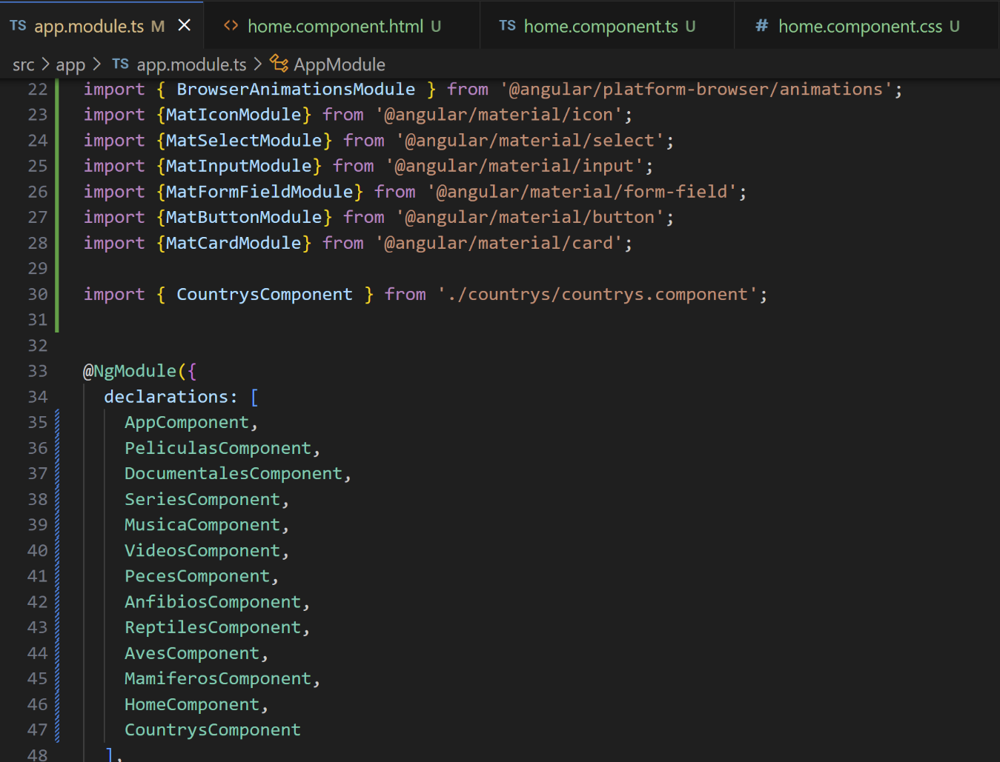 TS app.module.ts M × <> home.component.html U TS home.component.ts U # home.component.css U
src > app > TS app.module.ts > AppModule
22 import { BrowserAnimationsModule } from '@angular/platform-browser/animations';
23 import {MatIconModule} from '@angular/material/icon';
24 import {MatSelectModule} from '@angular/material/select';
25 import {MatInputModule} from '@angular/material/input';
26 import {MatFormFieldModule} from '@angular/material/form-field';
27 import {MatButtonModule} from '@angular/material/button';
28 import {MatCardModule} from '@angular/material/card';
29
30 import { CountrysComponent } from './countrys/countrys.component';
31
32
33 @NgModule({
34   declarations: [
35     AppComponent,
36     PeliculasComponent,
37     DocumentalesComponent,
38     SeriesComponent,
39     MusicaComponent,
40     VideosComponent,
41     PecesComponent,
42     AnfibiosComponent,
43     ReptilesComponent,
44     AvesComponent,
45     MamiferosComponent,
46     HomeComponent,
47     CountrysComponent
48   ],